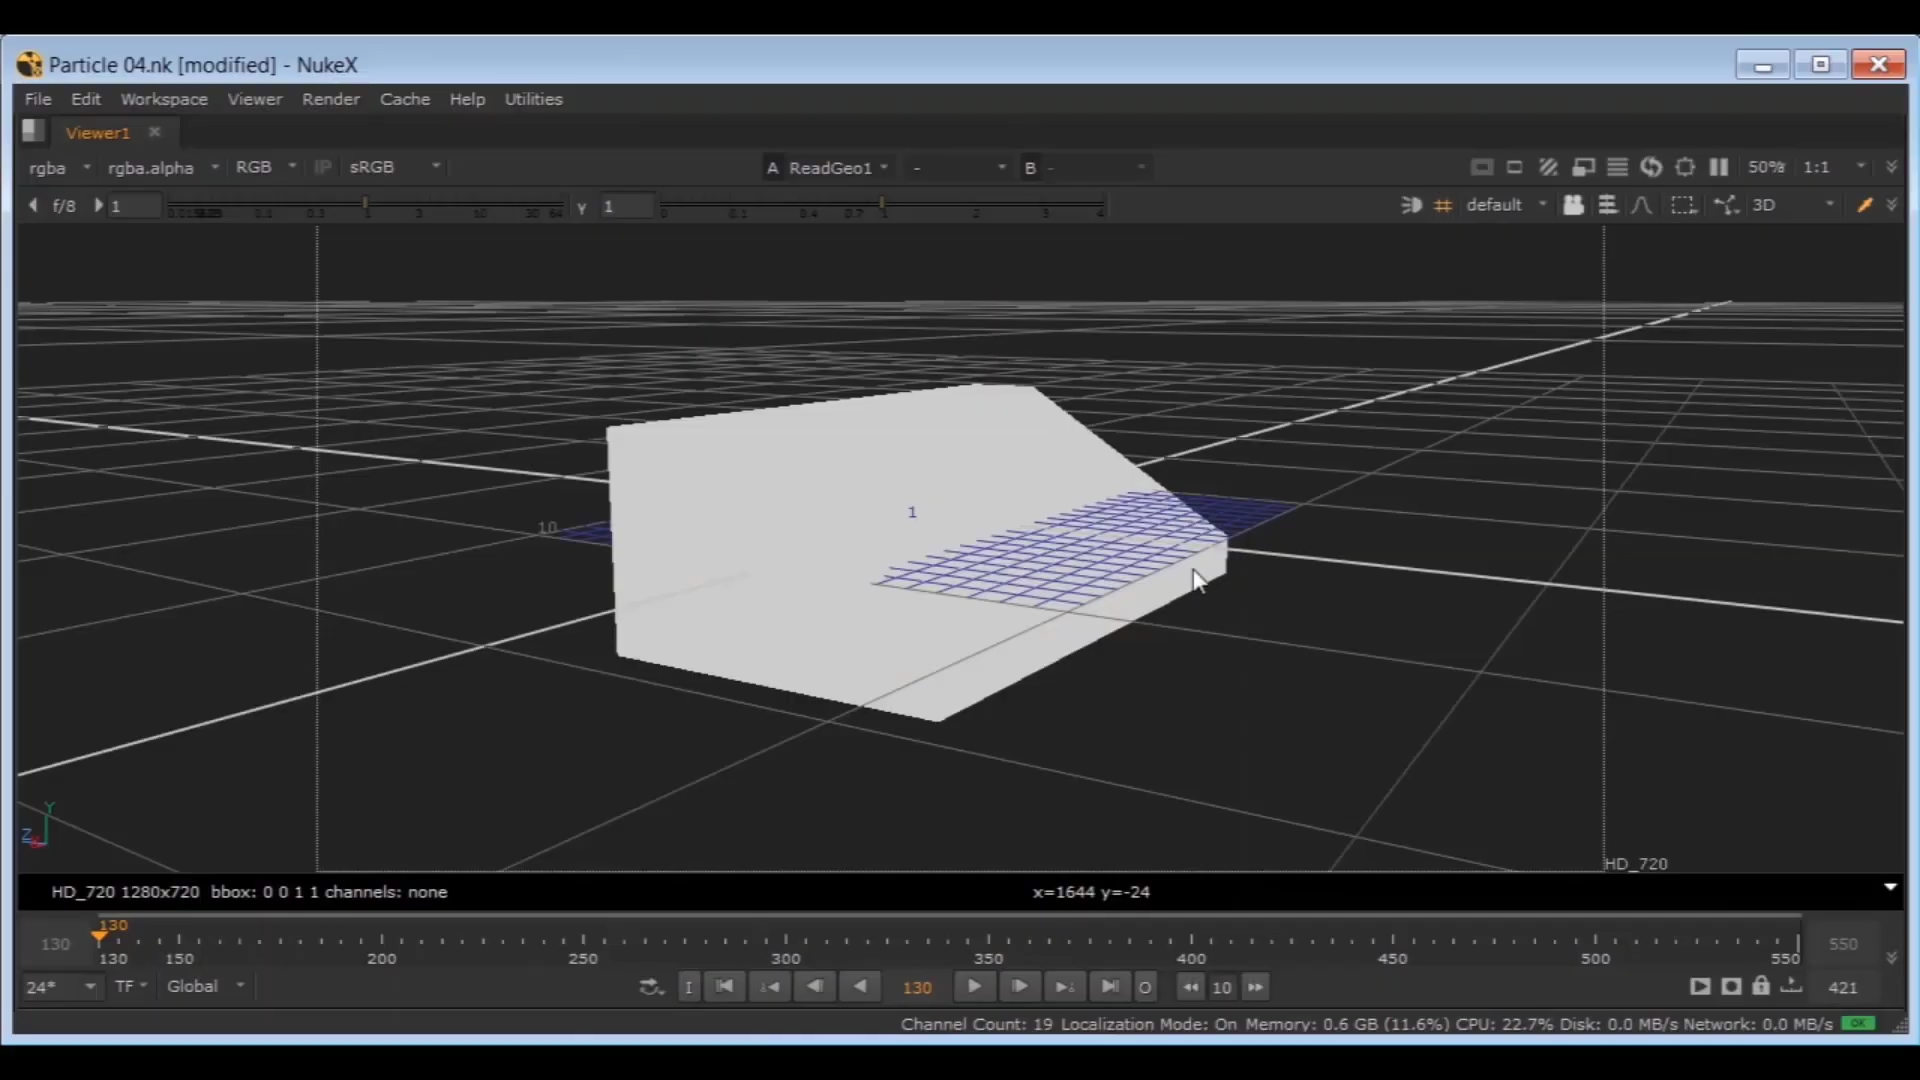 Particle 04.nk [modified] - NukeX
File Edit Workspace Viewer Render Cache Help Utilities
Viewer1
rgba rgba.alpha RGB IP sRGB A ReadGeo1 - B - 50% 1:1
f/8 1 Y 1 default 3D
10
1
Y
Z
HD_720
HD_720 1280x720 bbox: 0 0 1 1 channels: none x=1644 y=-24
130
130 550
130 150 200 250 300 350 400 450 500 550
24* TF Global I 130 O 10 421
Channel Count: 19 Localization Mode: On Memory: 0.6 GB (11.6%) CPU: 22.7% Disk: 0.0 MB/s Network: 0.0 MB/s OK